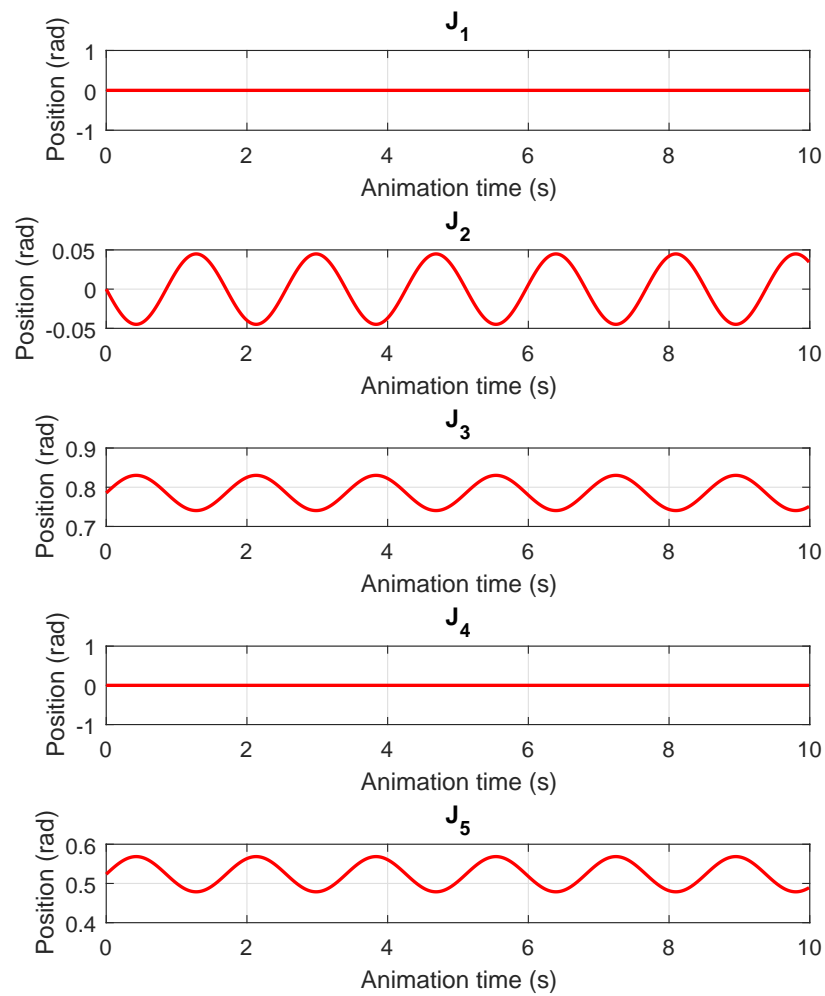 J1
Position (rad)
1
0
-1
0 2 4 6 8 10
Animation time (s)
J2
Position (rad)
0.05
0
-0.05
0 2 4 6 8 10
Animation time (s)
J3
Position (rad)
0.9
0.8
0.7
0 2 4 6 8 10
Animation time (s)
J4
Position (rad)
1
0
-1
0 2 4 6 8 10
Animation time (s)
J5
Position (rad)
0.6
0.5
0.4
0 2 4 6 8 10
Animation time (s)